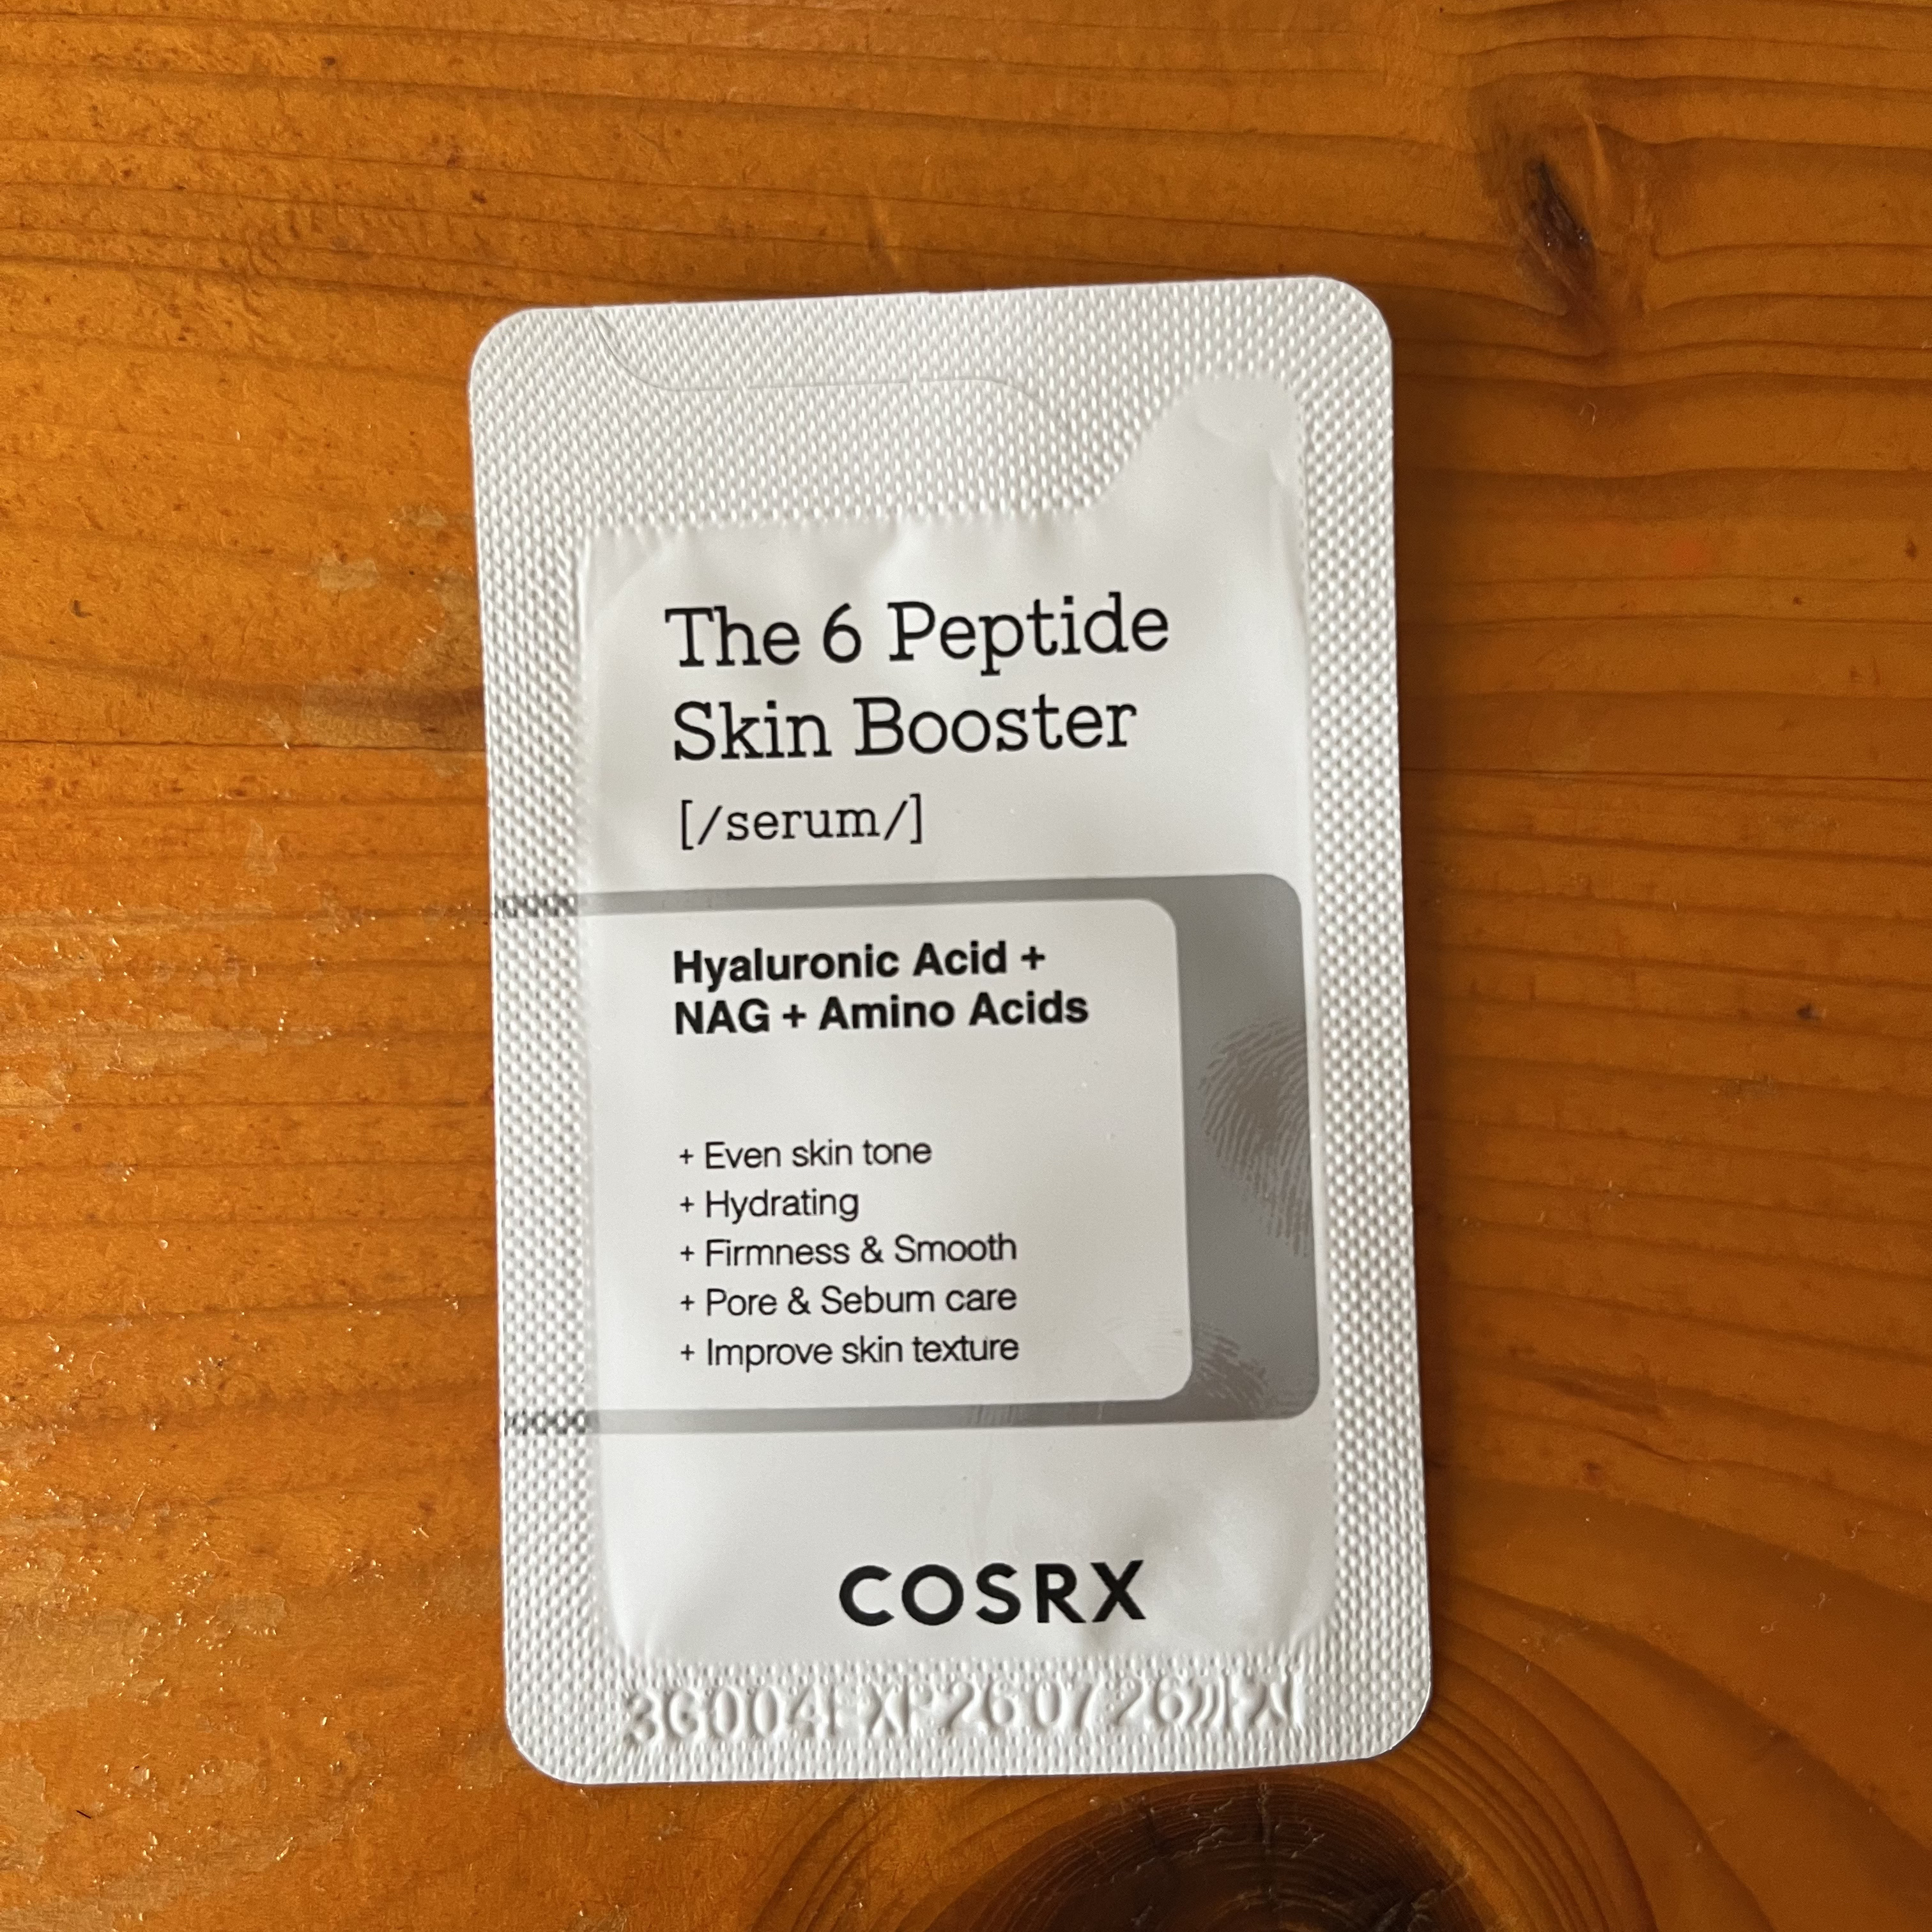 The 6 Peptide
Skin Booster
[/serum/]
Hyaluronic Acid +
NAG + Amino Acids
+ Even skin tone
+ Hydrating
+ Firmness & Smooth
+ Pore & Sebum care
+ Improve skin texture
COSRX
3G004EXP260726